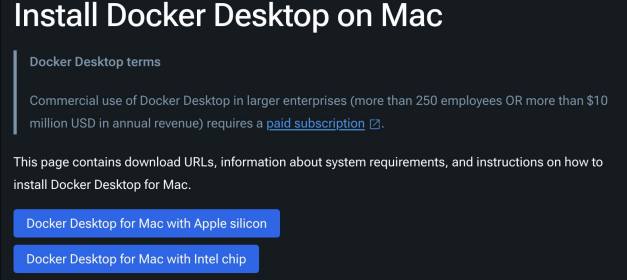 Install Docker Desktop on Mac
Docker Desktop terms
Commercial use of Docker Desktop in larger enterprises (more than 250 employees OR more than $10
million USD in annual revenue) requires a paid subscription.
This page contains download URLs, information about system requirements, and instructions on how to
install Docker Desktop for Mac.
Docker Desktop for Mac with Apple silicon
Docker Desktop for Mac with Intel chip